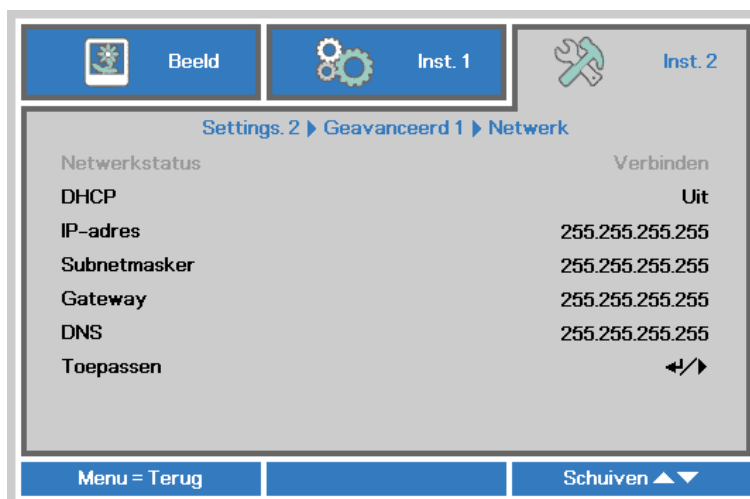 Beeld Inst. 1 Inst. 2
Settings. 2 ▶ Geavanceerd 1 ▶ Netwerk
Netwerkstatus Verbinden
DHCP Uit
IP-adres 255.255.255.255
Subnetmasker 255.255.255.255
Gateway 255.255.255.255
DNS 255.255.255.255
Toepassen ↵/▶
Menu = Terug Schuiven ▲▼